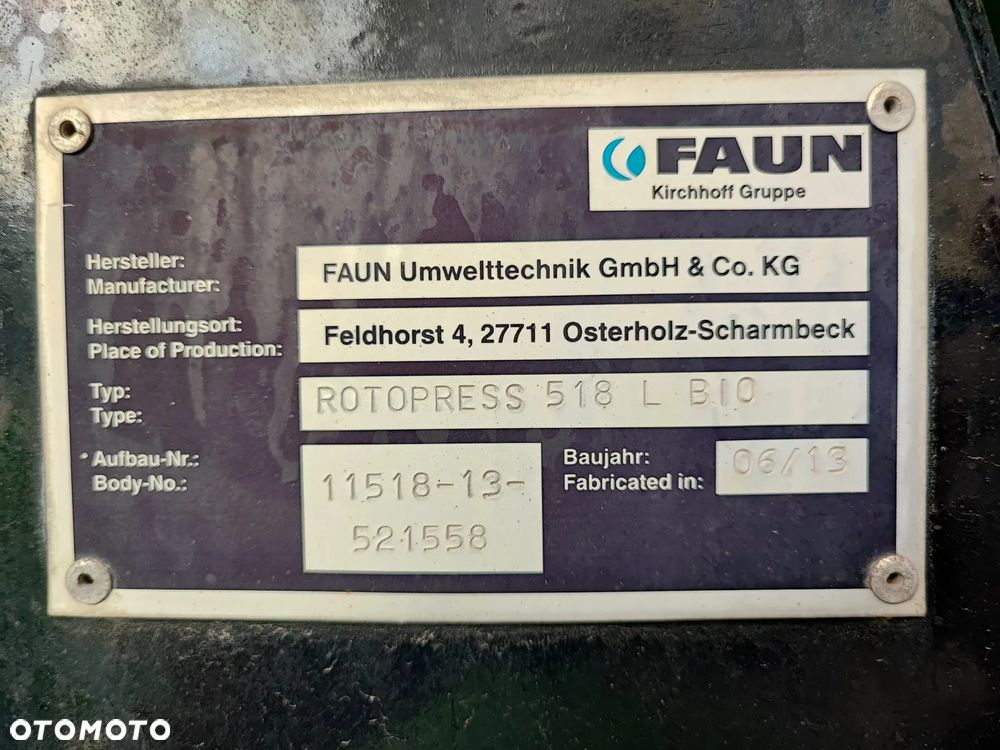 FAUN
Kirchhoff Gruppe
Hersteller: FAUN Umwelttechnik GmbH & Co. KG
Manufacturer:
Herstellungsort: Feldhorst 4, 27711 Osterholz-Scharmbeck
Place of Production:
Typ: ROTOPRESS 518 L BIO
Type:
Aufbau-Nr.: 11518-13-
Body-No.: 521558
Baujahr: 06/13
Fabricated in:
OTOMOTO